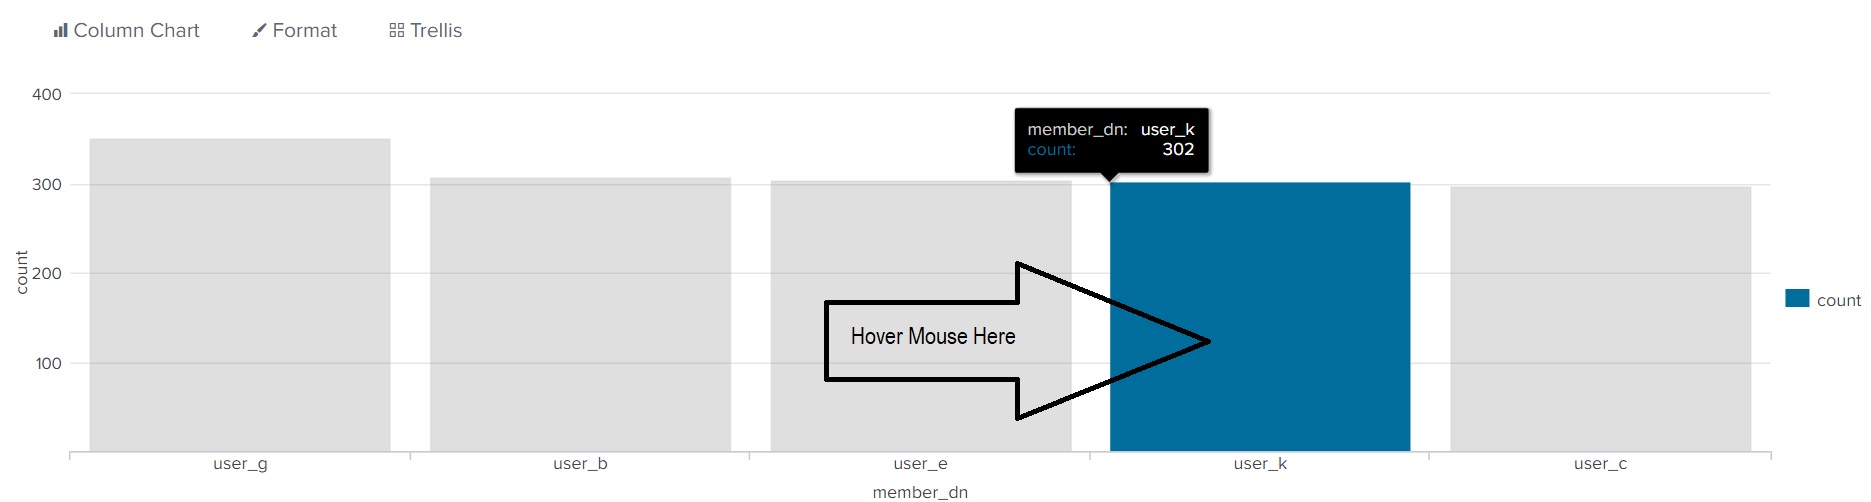 Column Chart Format Trellis
400
member_dn: user_k
count: 302
300
count
200
Hover Mouse Here
count
100
user_g user_b user_e user_k user_c
member_dn